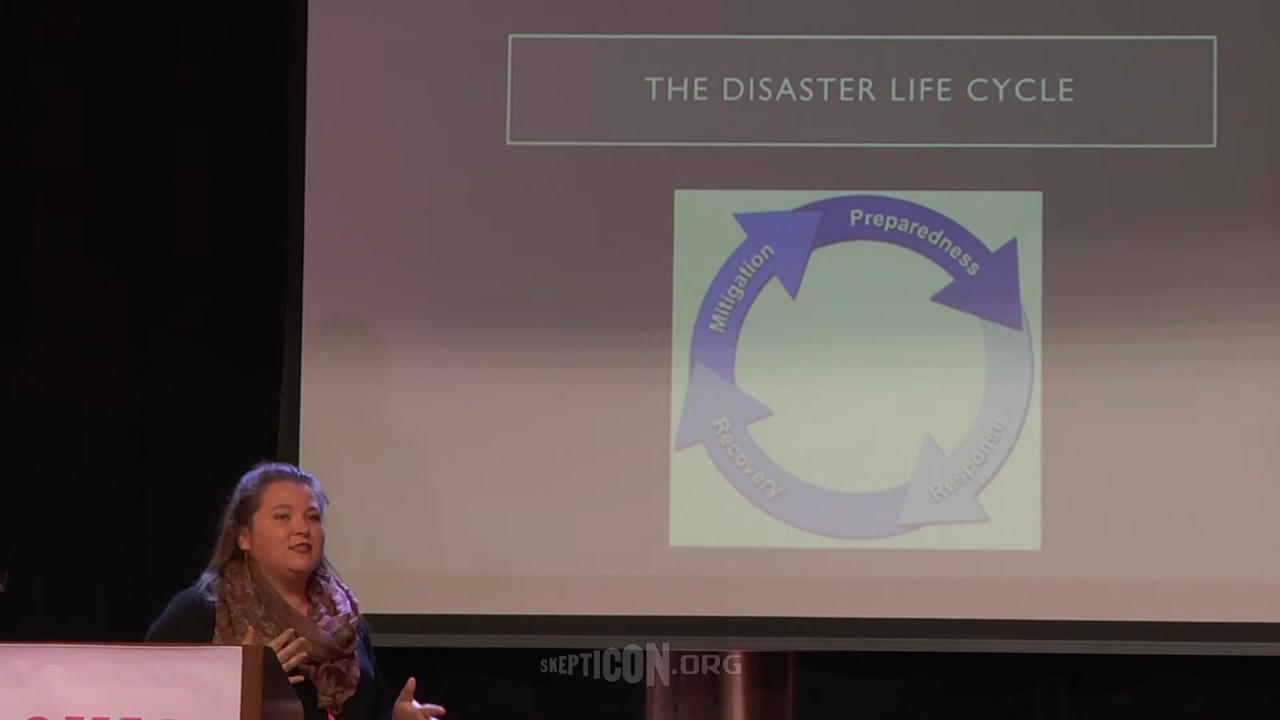 THE DISASTER LIFE CYCLE
Preparedness
Mitigation
Response
Recovery
SKEPTICON.ORG